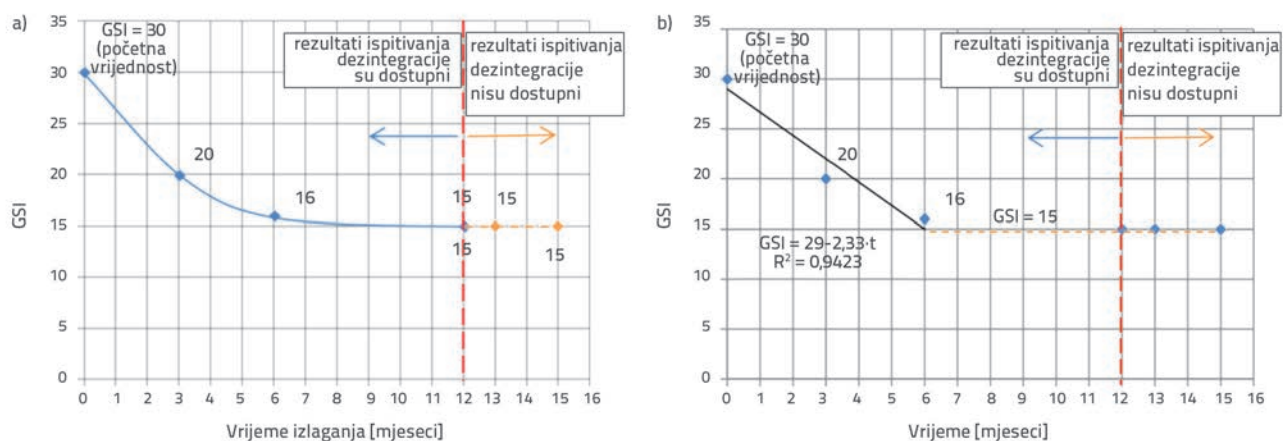 a)
35
30
25
20
15
10
5
0
GSI
GSI = 30
(početna
vrijednost)
rezultati ispitivanja
dezintegracije
su dostupni
rezultati ispitivanja
dezintegracije
nisu dostupni
20
16
15
15
15
15
0 1 2 3 4 5 6 7 8 9 10 11 12 13 14 15 16
Vrijeme izlaganja [mjeseci]
b)
35
30
25
20
15
10
5
0
GSI
GSI = 30
(početna
vrijednost)
rezultati ispitivanja
dezintegracije
su dostupni
rezultati ispitivanja
dezintegracije
nisu dostupni
20
16
GSI = 15
GSI = 29-2,33·t
R² = 0,9423
0 1 2 3 4 5 6 7 8 9 10 11 12 13 14 15 16
Vrijeme [mjeseci]